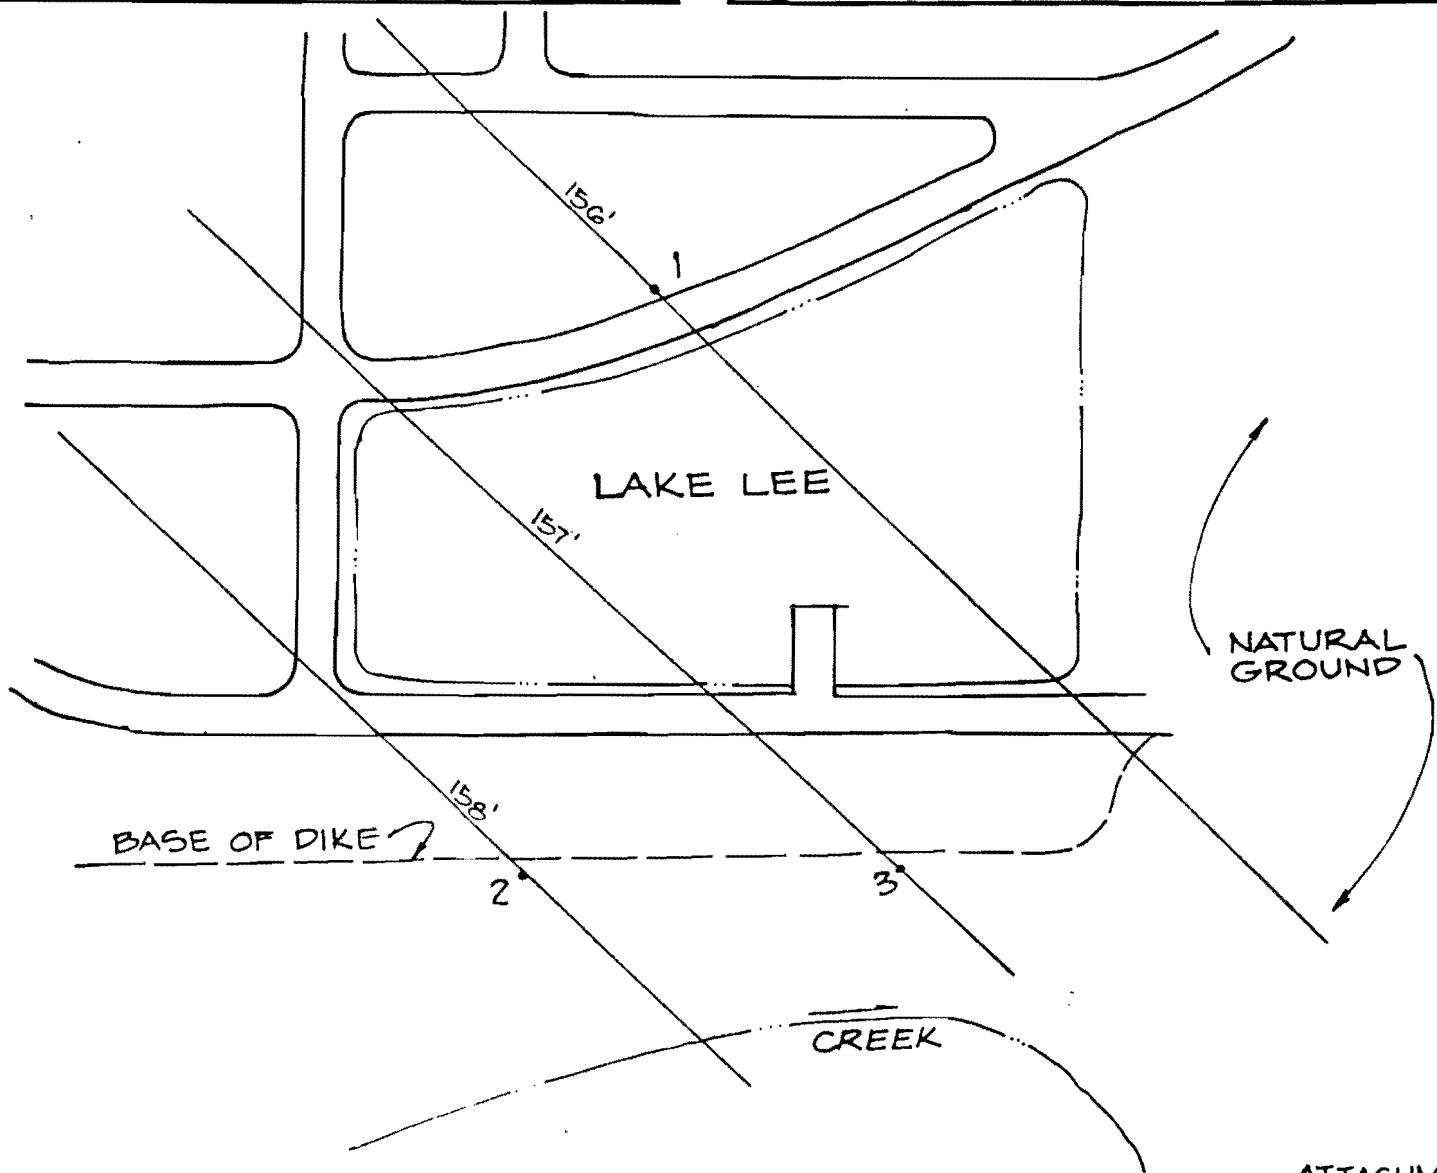 156'
1
LAKE LEE
157'
NATURAL
GROUND
158'
BASE OF DIKE
2
3
CREEK